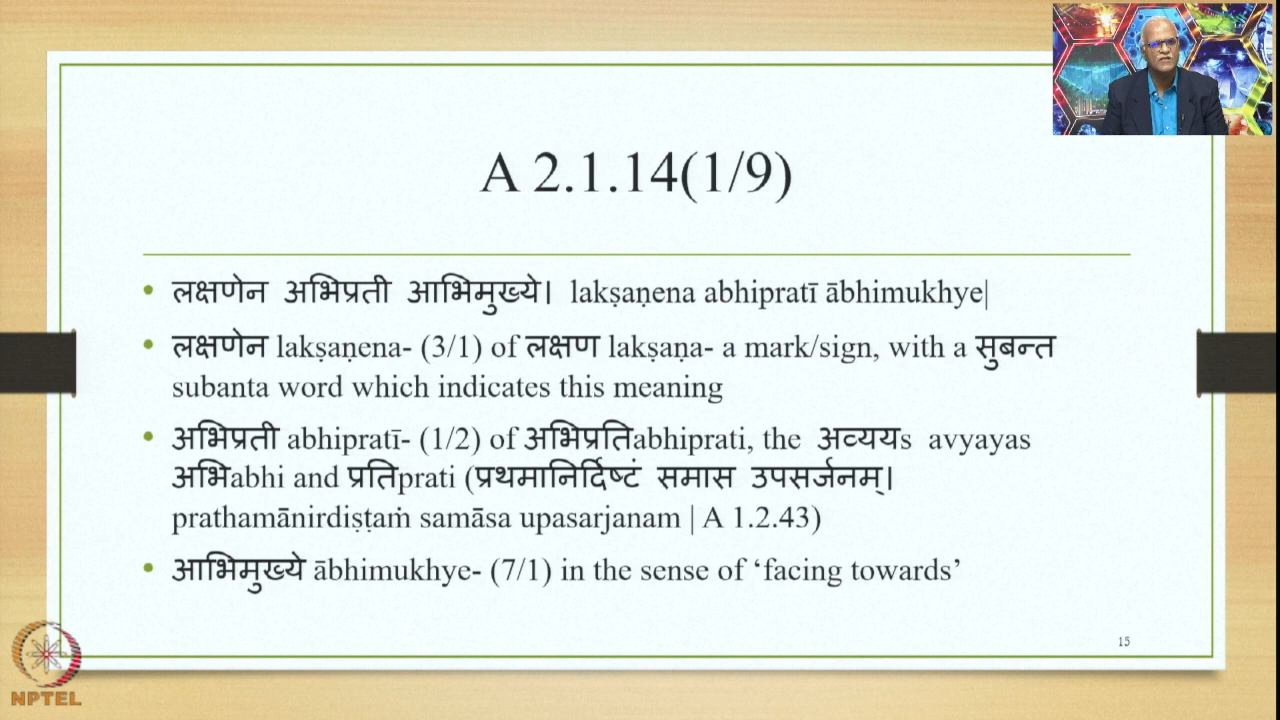 A 2.1.14(1/9)
• लक्षणेन अभिप्रती आभिमुख्ये। lakṣaṇena abhipratī ābhimukhye|
• लक्षणेन lakṣaṇena- (3/1) of लक्षण lakṣaṇa- a mark/sign, with a सुबन्त
subanta word which indicates this meaning
• अभिप्रती abhipratī- (1/2) of अभिप्रतिabhiprati, the अव्ययs avyayas
अभिabhi and प्रतिprati (प्रथमानिर्दिष्टं समास उपसर्जनम्।
prathamānirdiṣṭaṁ samāsa upasarjanam | A 1.2.43)
• आभिमुख्ये ābhimukhye- (7/1) in the sense of ‘facing towards’
15
NPTEL